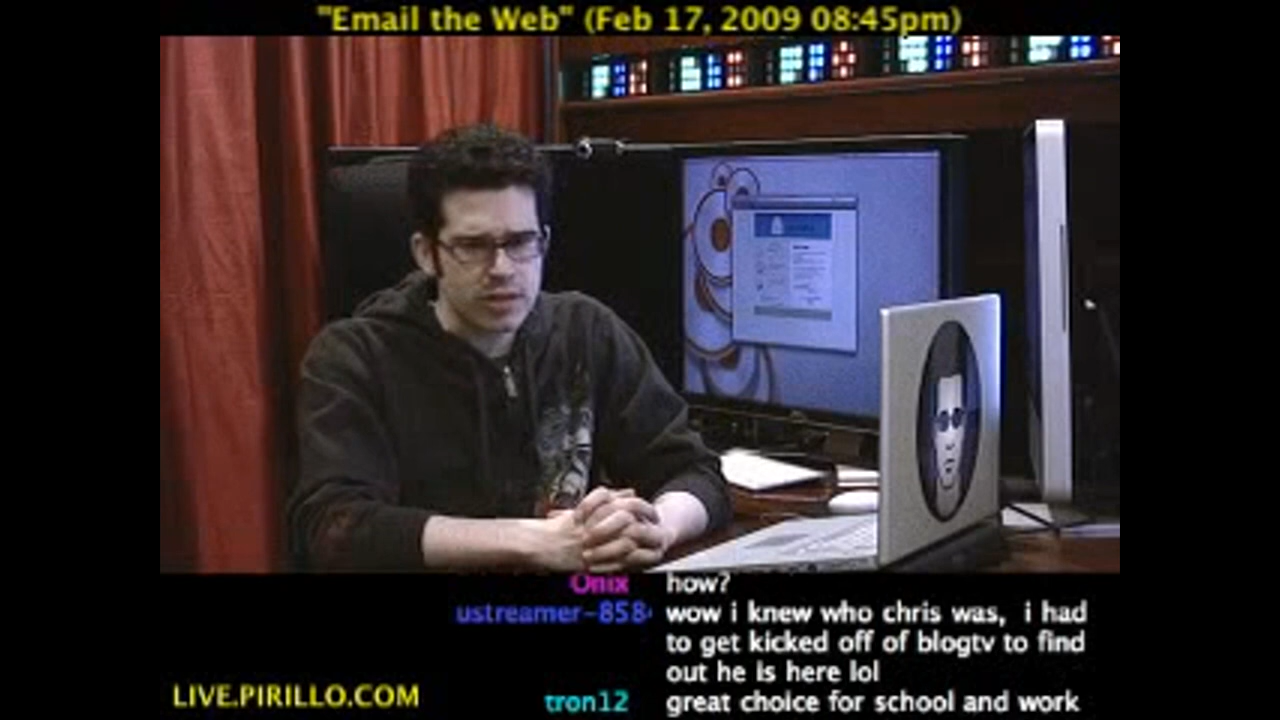 "Email the Web" (Feb 17, 2009 08:45pm)
Onix how?
ustreamer-858 wow i knew who chris was, i had
to get kicked off of blogtv to find
out he is here lol
LIVE.PIRILLO.COM
tron12 great choice for school and work